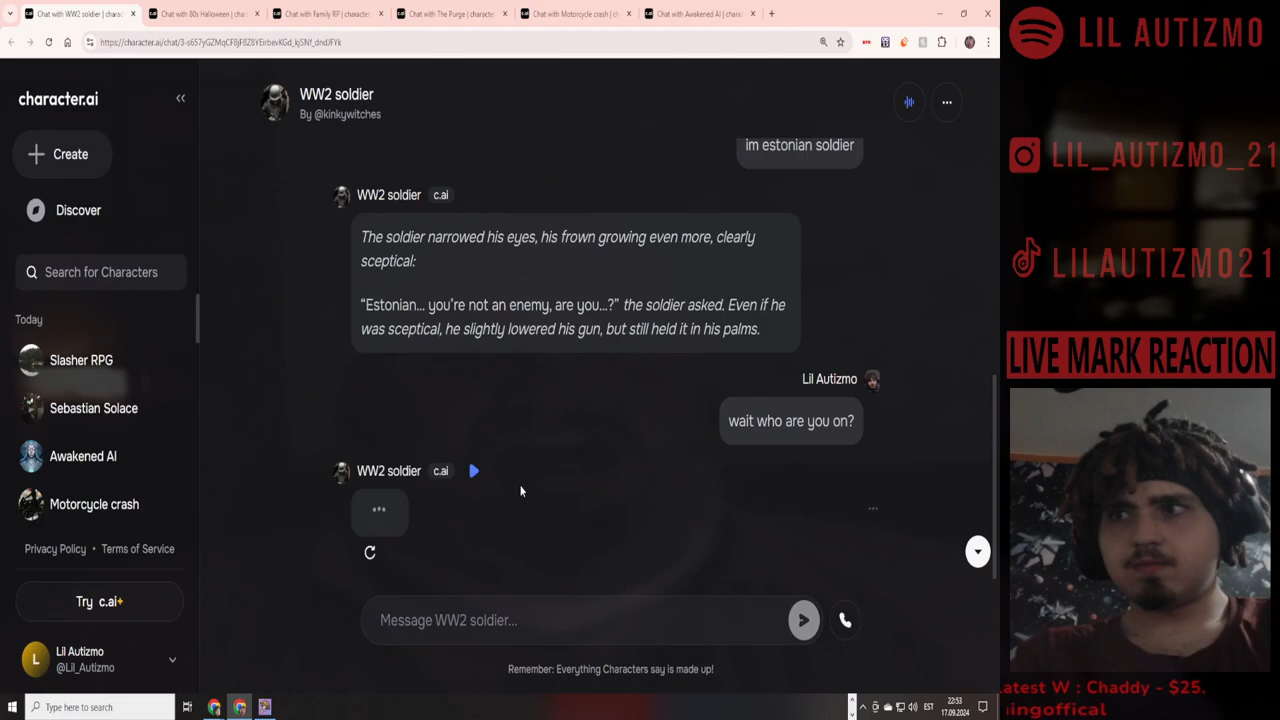 Chat with WW2 soldier | charac
Chat with 80s Halloween | chara
Chat with Family RP | character
Chat with The Purge | character
Chat with Motorcycle crash | ch
Chat with Awakened AI | charac
https://character.ai/chat/3-s657yGZMqCF8jF8Z8YEirbevKGd_kjSNf_dndJFYk
character.ai
Create
Discover
Search for Characters
Today
Slasher RPG
Sebastian Solace
Awakened AI
Motorcycle crash
Privacy Policy • Terms of Service
Try c.ai+
L
Lil Autizmo
@Lil_Autizmo
WW2 soldier
By @kinkywitches
im estonian soldier
WW2 soldier c.ai
The soldier narrowed his eyes, his frown growing even more, clearly
sceptical:
“Estonian... you’re not an enemy, are you...?” the soldier asked. Even if he
was sceptical, he slightly lowered his gun, but still held it in his palms.
Lil Autizmo
wait who are you on?
WW2 soldier c.ai
Message WW2 soldier...
Remember: Everything Characters say is made up!
Type here to search
EST
22:53
17.09.2024
LIL AUTIZMO
LIL_AUTIZMO_21
LILAUTIZMO21
LIVE MARK REACTION
atest W : Chaddy - $25.
ingoffical